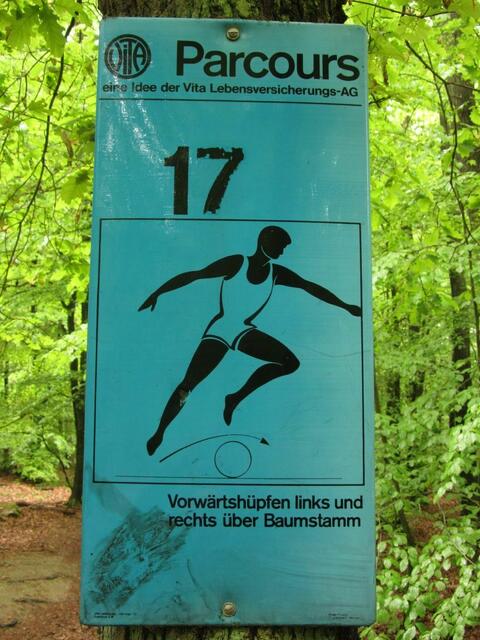 VITA
Parcours
eine Idee der Vita Lebensversicherungs-AG
17
Vorwärtshüpfen links und
rechts über Baumstamm